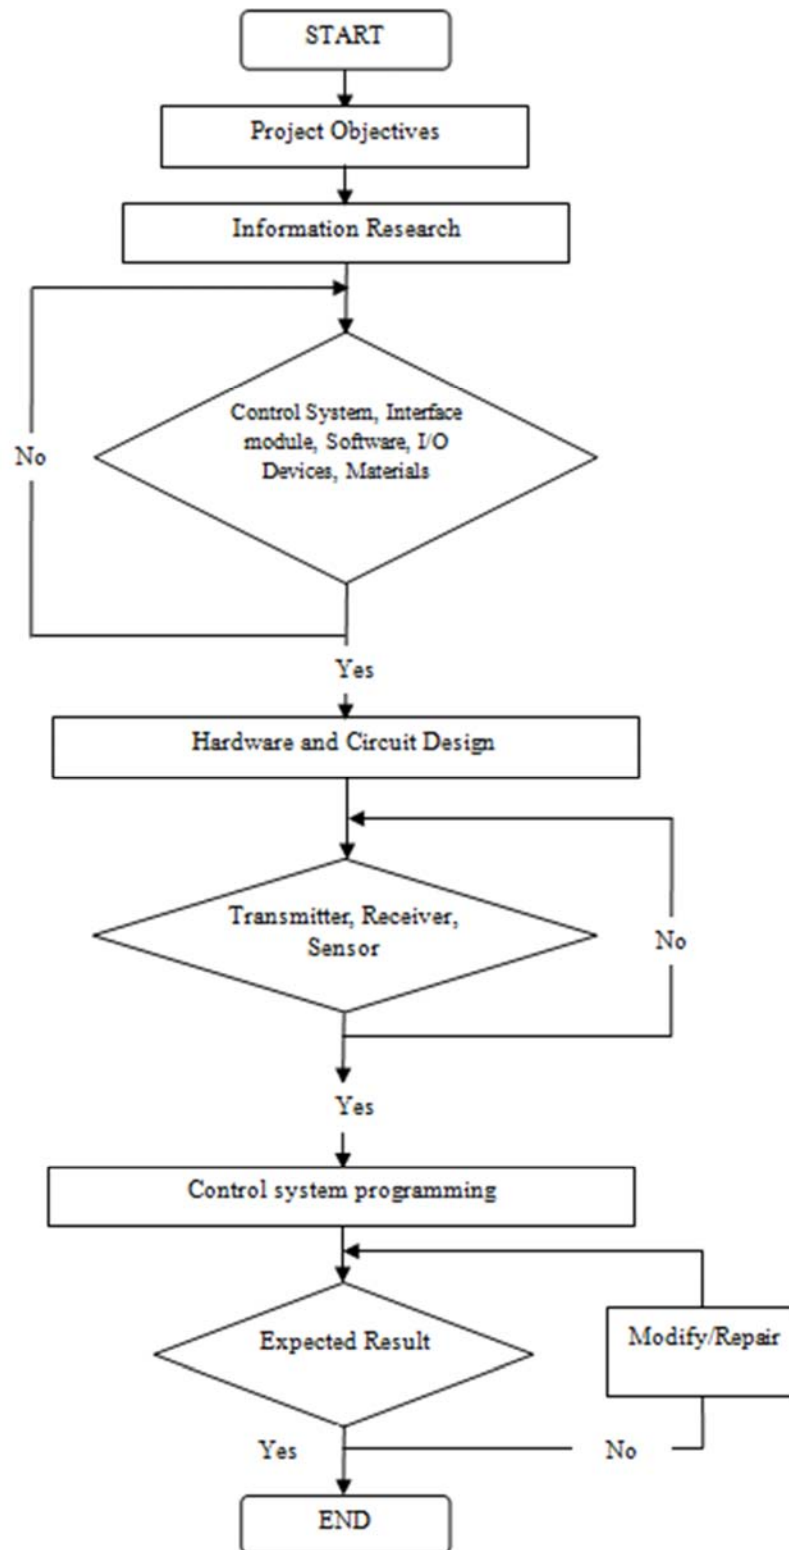 START
Project Objectives
Information Research
Control System, Interface
module, Software, I/O
Devices, Materials
No
Yes
Hardware and Circuit Design
Transmitter, Receiver,
Sensor
No
Yes
Control system programming
Expected Result
Modify/Repair
Yes
No
END